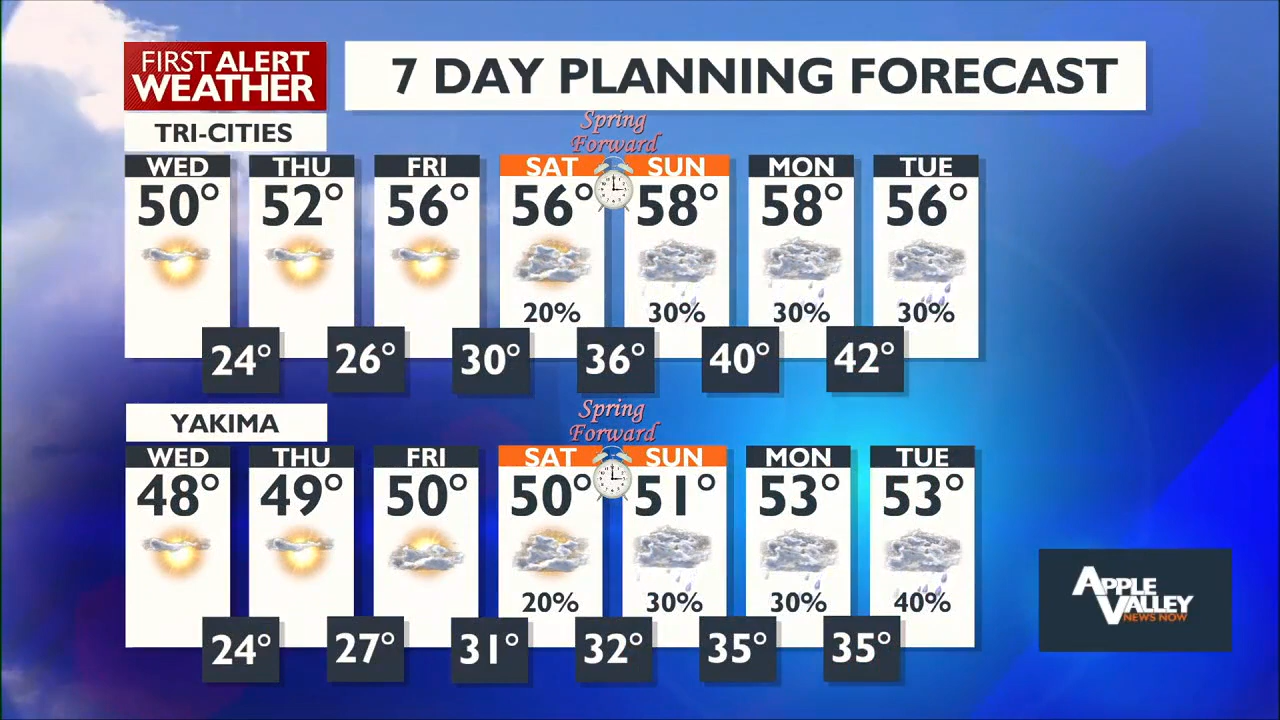 FIRST ALERT
WEATHER
7 DAY PLANNING FORECAST
TRI-CITIES
Spring
Forward
WED THU FRI SAT SUN MON TUE
50° 52° 56° 56° 58° 58° 56°
20% 30% 30% 30%
24° 26° 30° 36° 40° 42°
YAKIMA
Spring
Forward
WED THU FRI SAT SUN MON TUE
48° 49° 50° 50° 51° 53° 53°
20% 30% 30% 40%
24° 27° 31° 32° 35° 35°
APPLE
VALLEY
NEWS NOW